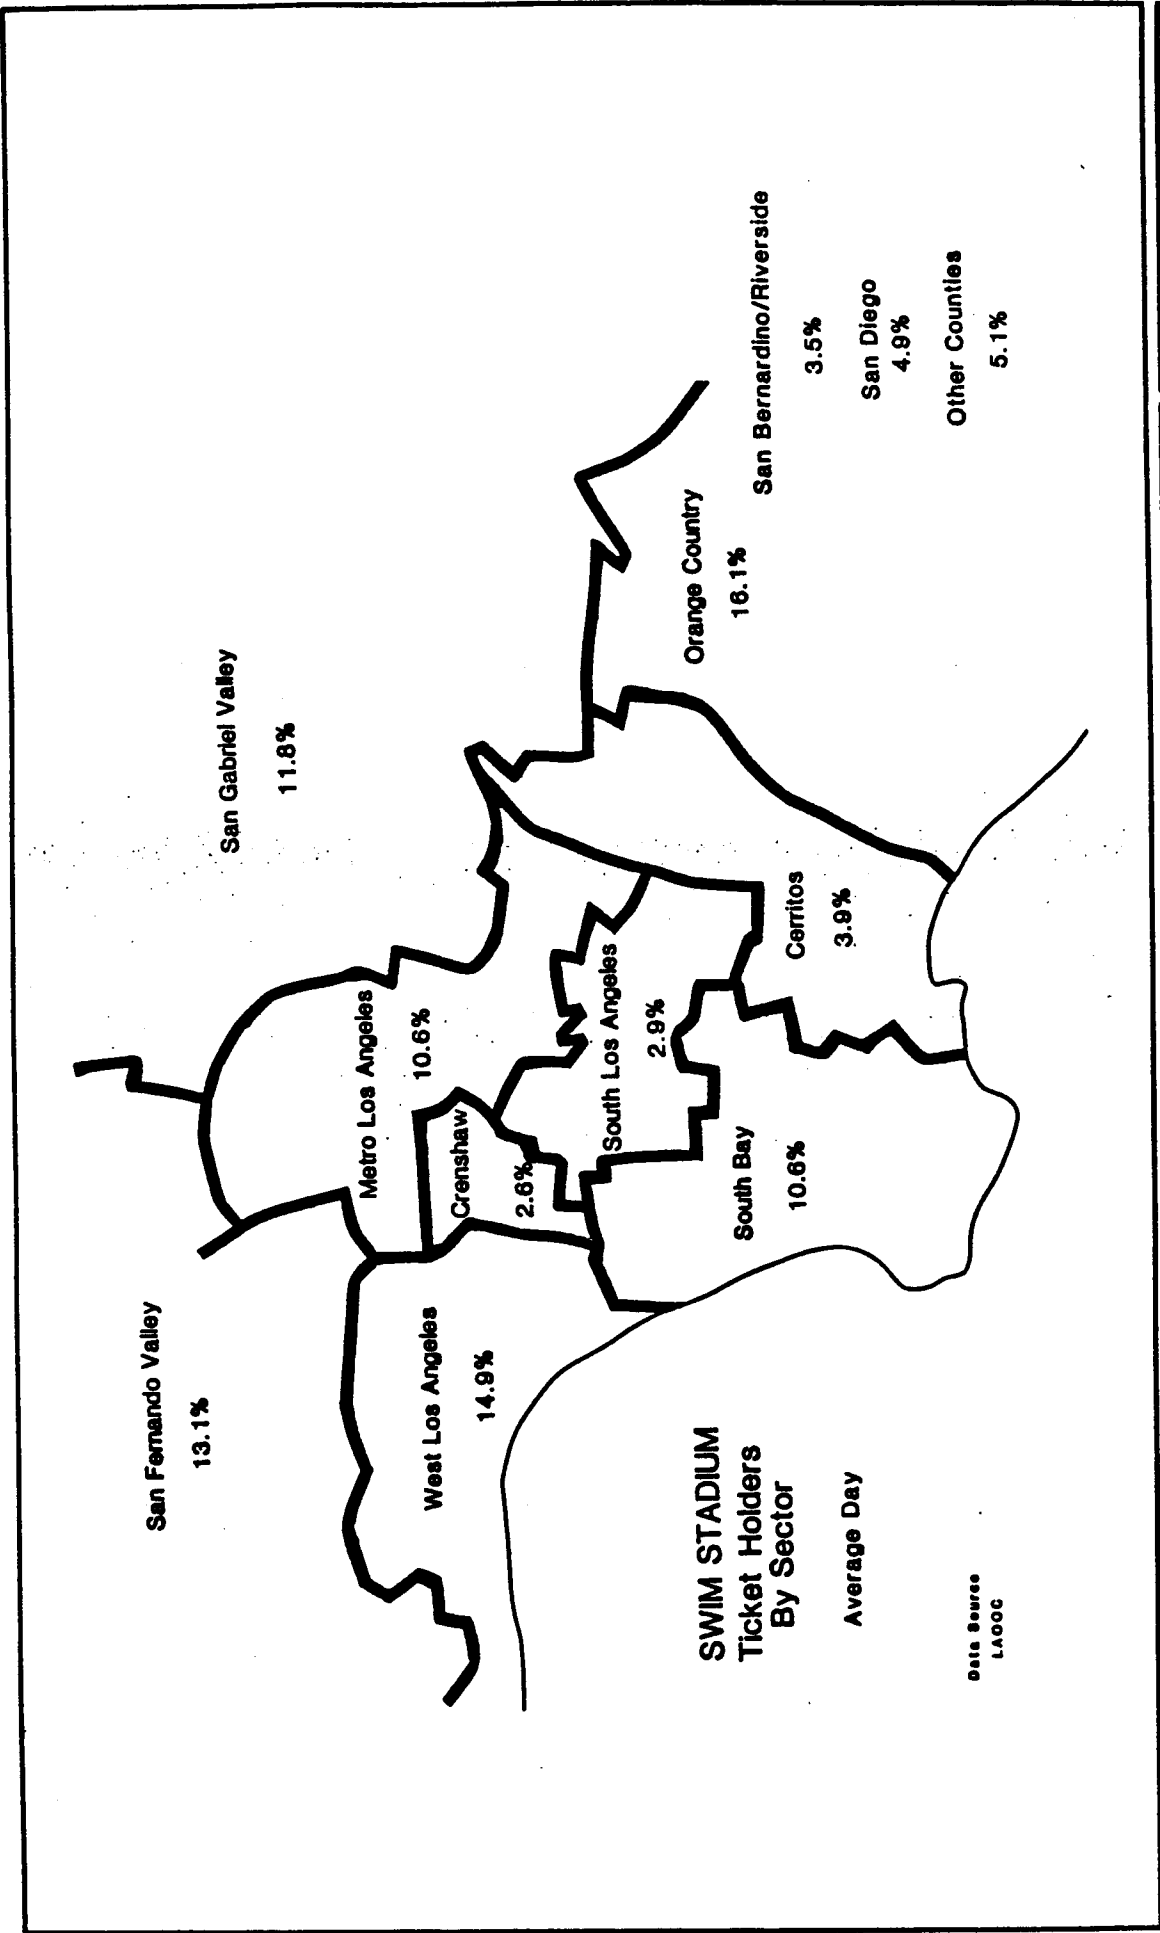 San Fernando Valley
13.1%
San Gabriel Valley
11.8%
Metro Los Angeles
10.6%
West Los Angeles
14.9%
Crenshaw
2.6%
South Los Angeles
2.9%
South Bay
10.6%
Cerritos
3.9%
Orange Country
16.1%
San Bernardino/Riverside
3.5%
San Diego
4.9%
Other Counties
5.1%
SWIM STADIUM
Ticket Holders
By Sector
Average Day
Data Source
LAOOC